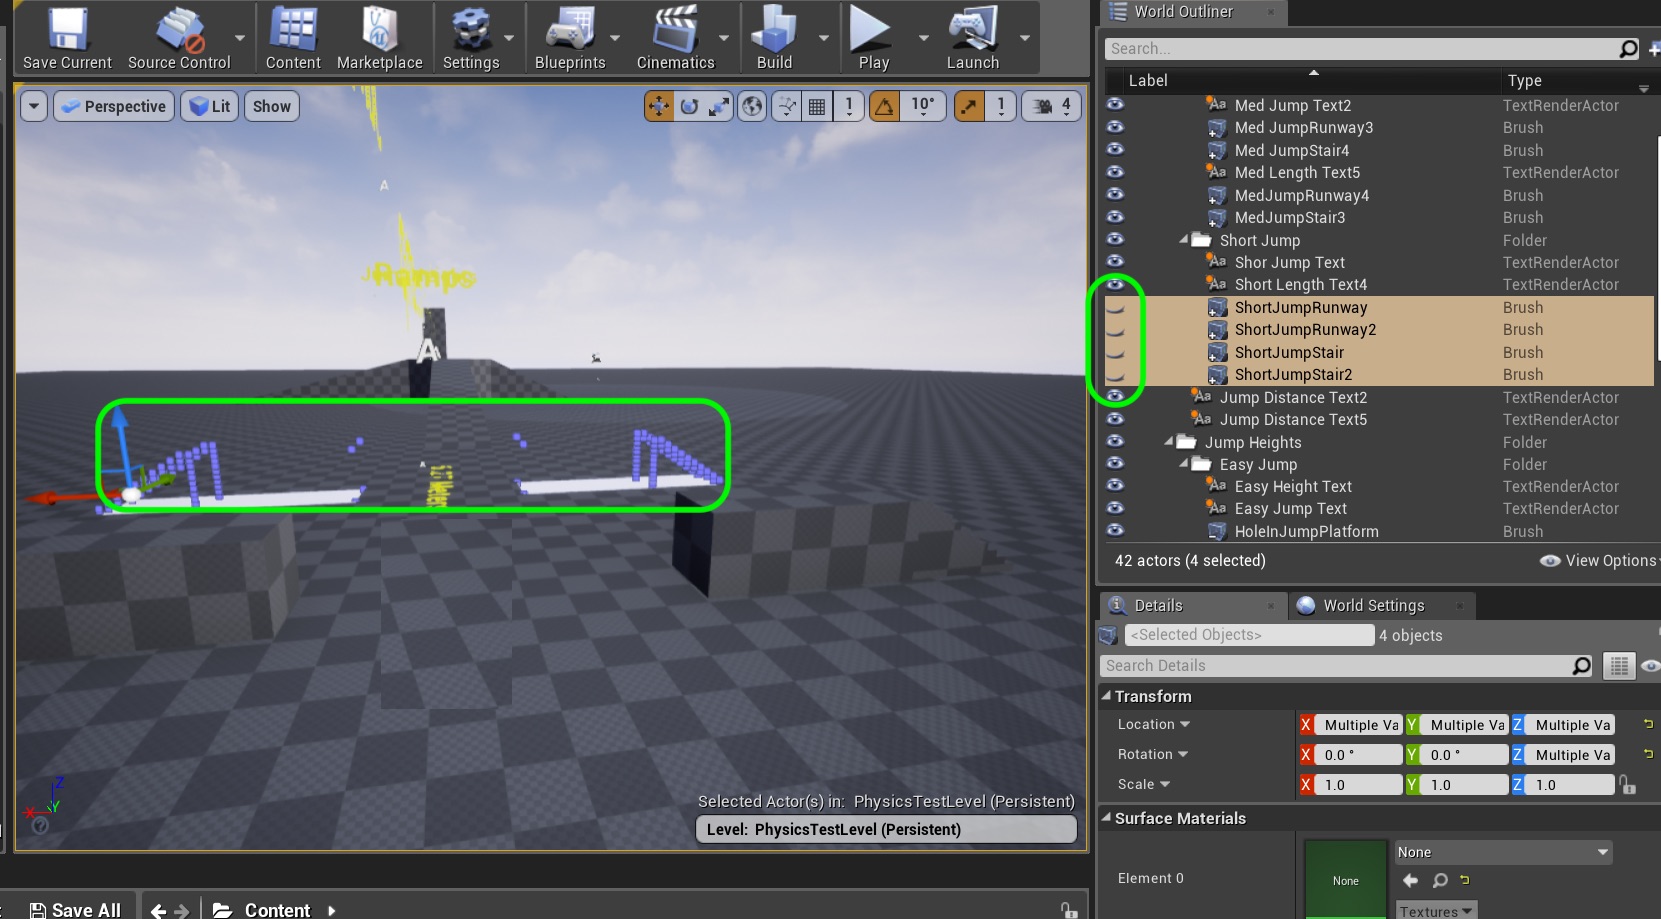 Save Current
Source Control
Content
Marketplace
Settings
Blueprints
Cinematics
Build
Play
Launch
Perspective
Lit
Show
1
10°
1
4
A
Ramps
A
A
Selected Actor(s) in: PhysicsTestLevel (Persistent)
Level: PhysicsTestLevel (Persistent)
Z
X
Y
Save All
Content
World Outliner
Search...
Label
Type
Med Jump Text2 TextRenderActor
Med JumpRunway3 Brush
Med JumpStair4 Brush
Med Length Text5 TextRenderActor
MedJumpRunway4 Brush
MedJumpStair3 Brush
Short Jump Folder
Shor Jump Text TextRenderActor
Short Length Text4 TextRenderActor
ShortJumpRunway Brush
ShortJumpRunway2 Brush
ShortJumpStair Brush
ShortJumpStair2 Brush
Jump Distance Text2 TextRenderActor
Jump Distance Text5 TextRenderActor
Jump Heights Folder
Easy Jump Folder
Easy Height Text TextRenderActor
Easy Jump Text TextRenderActor
HoleInJumpPlatform Brush
42 actors (4 selected)
View Options
Details
World Settings
<Selected Objects> 4 objects
Search Details
Transform
Location X Multiple Va Y Multiple Va Z Multiple Va
Rotation X 0.0 ° Y 0.0 ° Z Multiple Va
Scale X 1.0 Y 1.0 Z 1.0
Surface Materials
Element 0
None
None
Textures